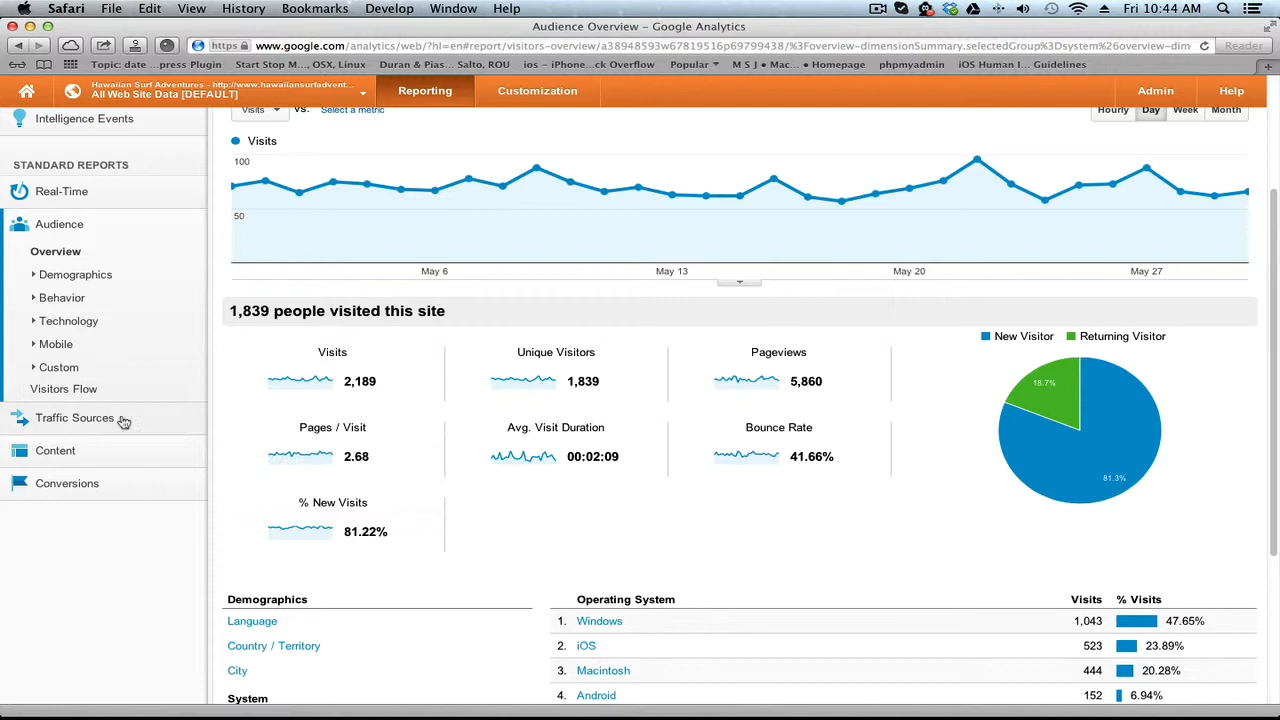 Safari File Edit View History Bookmarks Develop Window Help Fri 10:44 AM
Audience Overview – Google Analytics
https www.google.com/analytics/web/?hl=en#report/visitors-overview/a38948593w67819516p69799438/%3Foverview-dimensionSummary.selectedGroup%3Dsystem%26overview-dim Reader
Topic: date ...press Plugin Start Stop M..., OSX, Linux Duran & Pias... Salto, ROU ios - iPhone...ck Overflow Popular M S J • Mac... • Homepage phpmyadmin iOS Human I... Guidelines
Hawaiian Surf Adventures - http://www.hawaiiansurfadvent...
All Web Site Data [DEFAULT]
Reporting Customization Admin Help
Visits VS. Select a metric Hourly Day Week Month
Intelligence Events
Visits
STANDARD REPORTS
Real-Time
Audience
Overview
Demographics
Behavior
Technology
Mobile
Custom
Visitors Flow
Traffic Sources
Content
Conversions
100
50
May 6 May 13 May 20 May 27
1,839 people visited this site
New Visitor Returning Visitor
Visits Unique Visitors Pageviews
2,189 1,839 5,860
18.7%
Pages / Visit Avg. Visit Duration Bounce Rate
2.68 00:02:09 41.66%
81.3%
% New Visits
81.22%
Demographics
Language
Country / Territory
City
System
Operating System Visits % Visits
1. Windows 1,043 47.65%
2. iOS 523 23.89%
3. Macintosh 444 20.28%
4. Android 152 6.94%